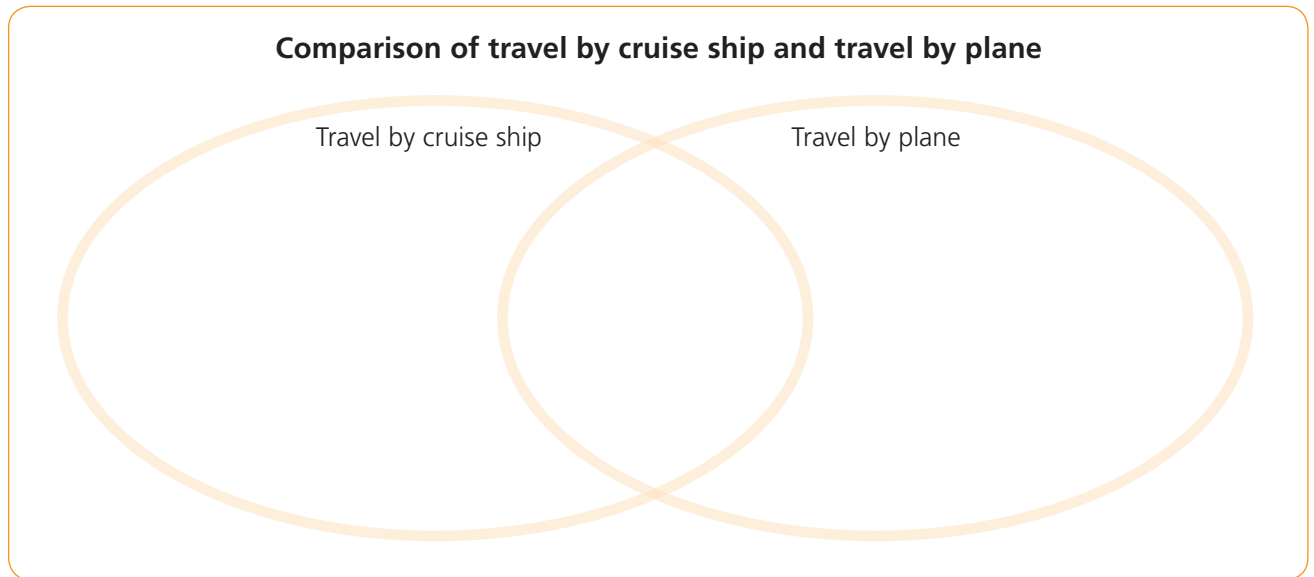 Comparison of travel by cruise ship and travel by plane
Travel by cruise ship
Travel by plane